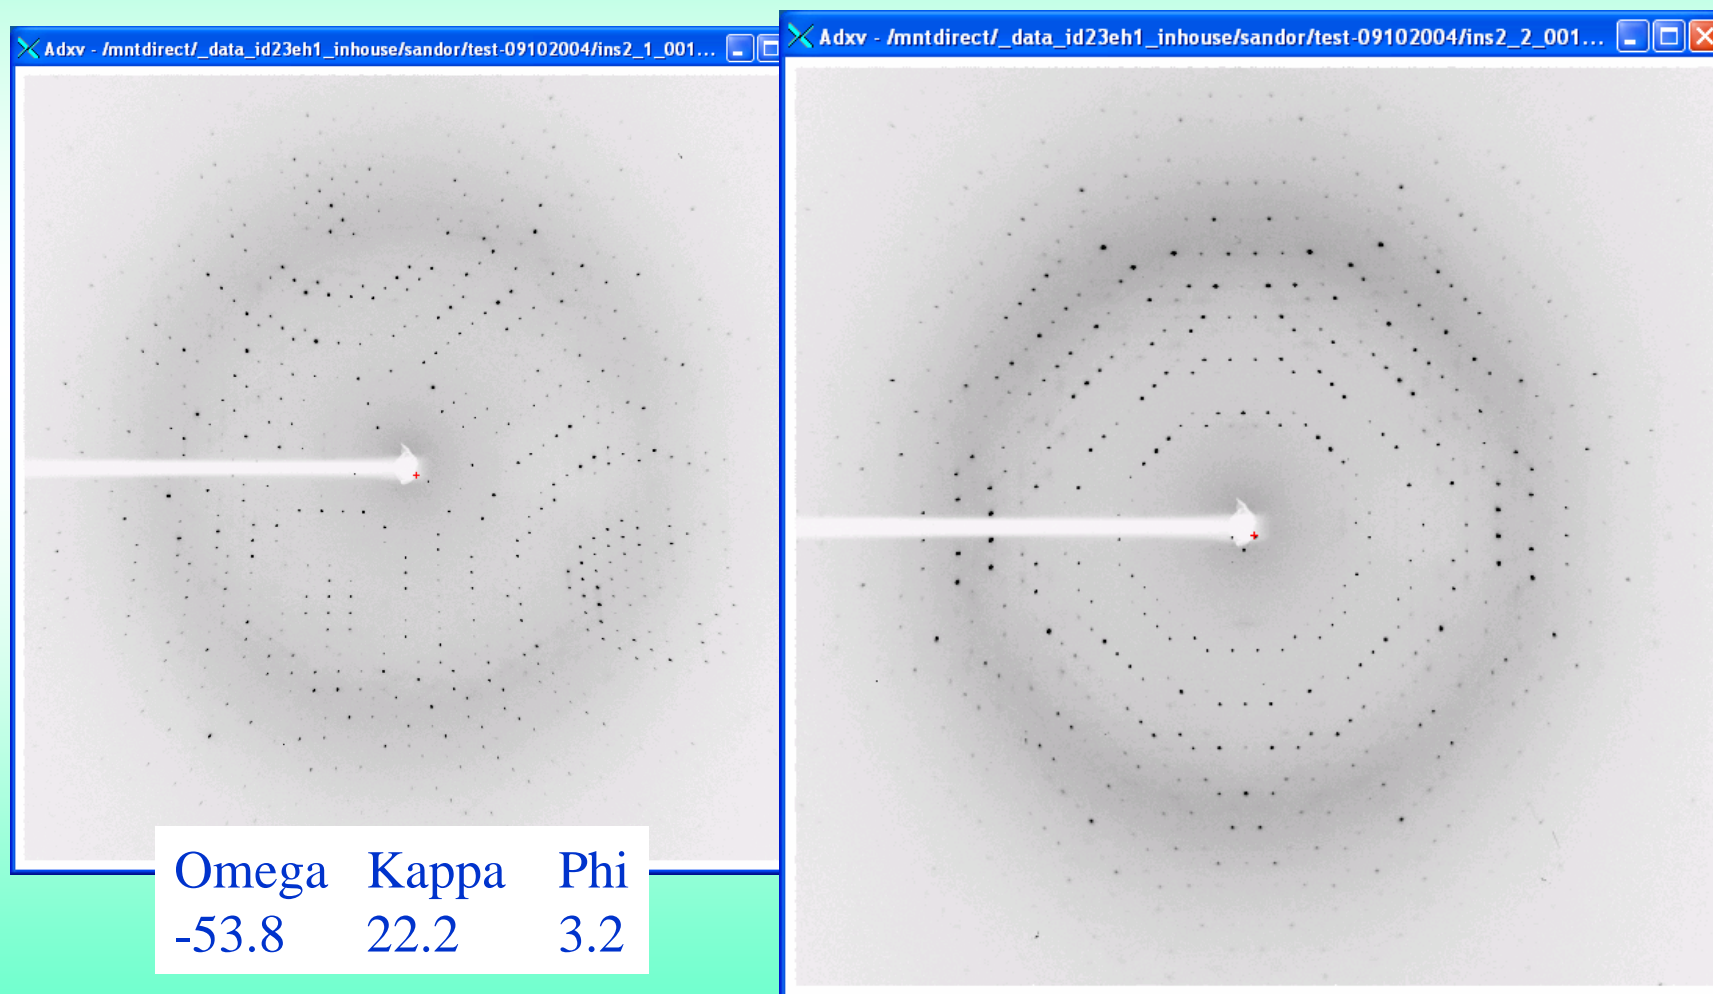 Adxv - /mntdirect/_data_id23eh1_inhouse/sandor/test-09102004/ins2_1_001...
Adxv - /mntdirect/_data_id23eh1_inhouse/sandor/test-09102004/ins2_2_001...
Omega Kappa Phi
-53.8 22.2 3.2